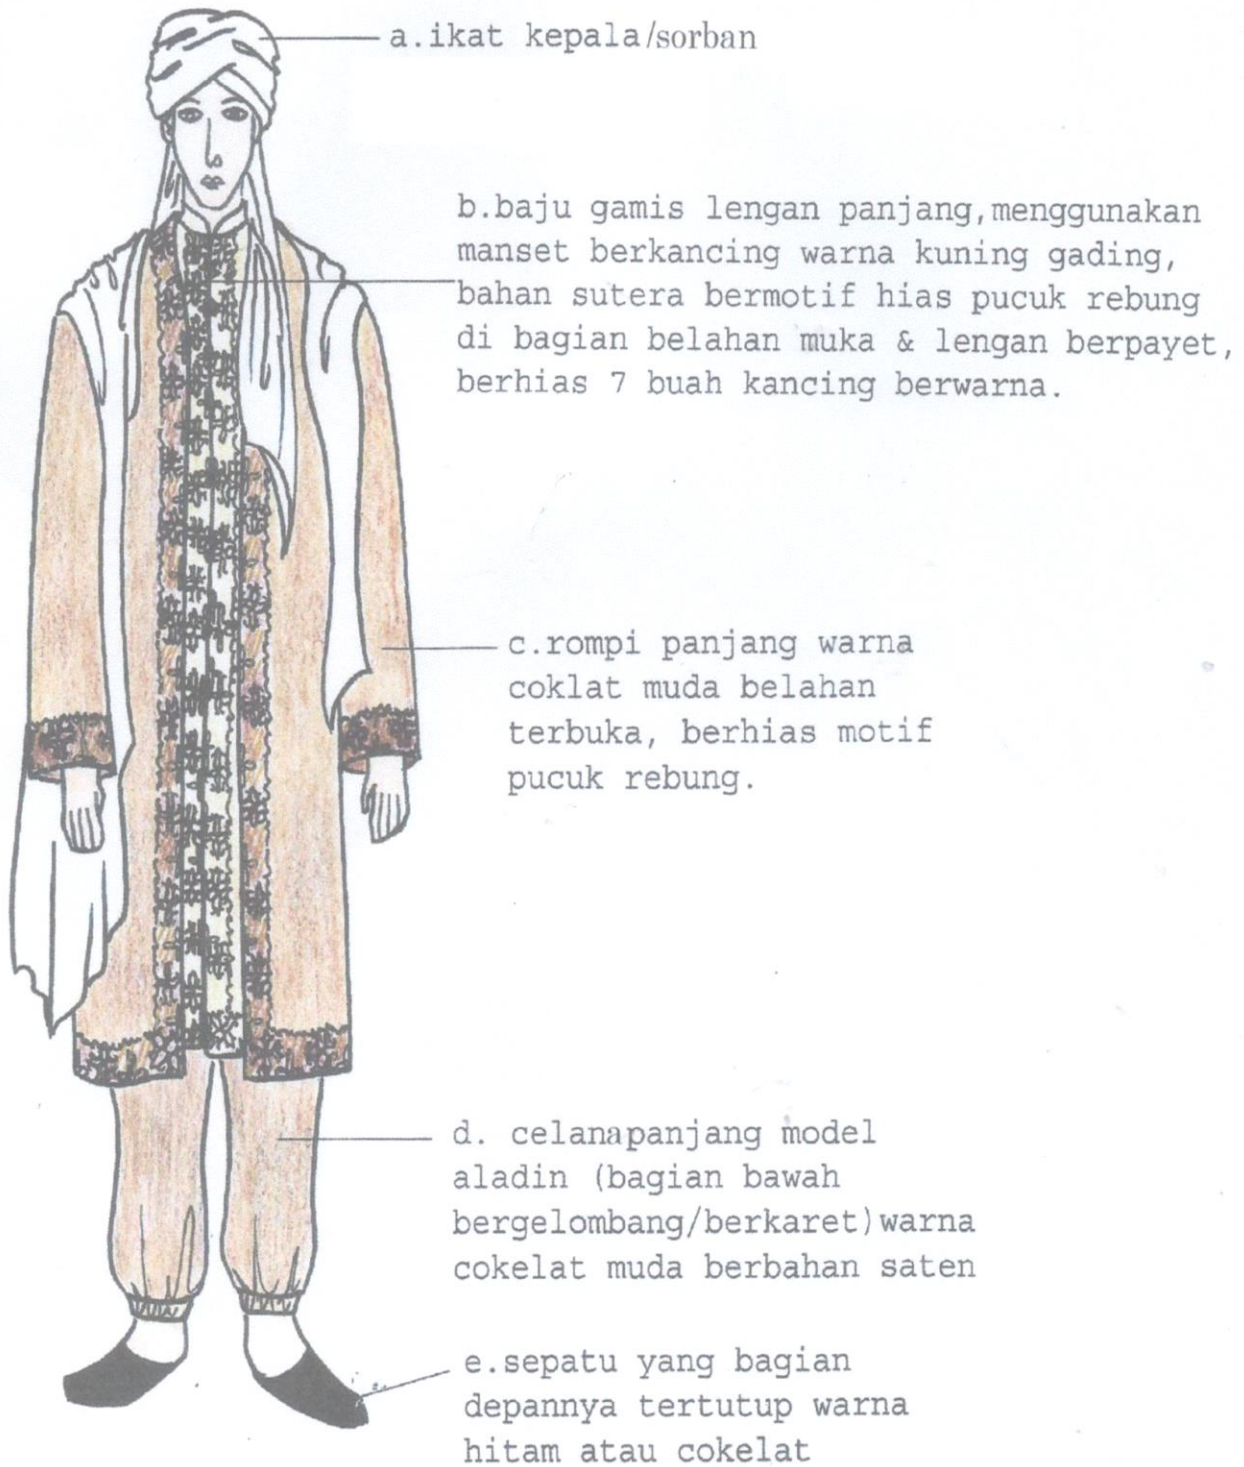 a.ikat kepala/sorban
b.baju gamis lengan panjang,menggunakan
manset berkancing warna kuning gading,
bahan sutera bermotif hias pucuk rebung
di bagian belahan muka & lengan berpayet,
berhias 7 buah kancing berwarna.
c.rompi panjang warna
coklat muda belahan
terbuka, berhias motif
pucuk rebung.
d. celanapanjang model
aladin (bagian bawah
bergelombang/berkaret)warna
cokelat muda berbahan saten
e.sepatu yang bagian
depannya tertutup warna
hitam atau cokelat